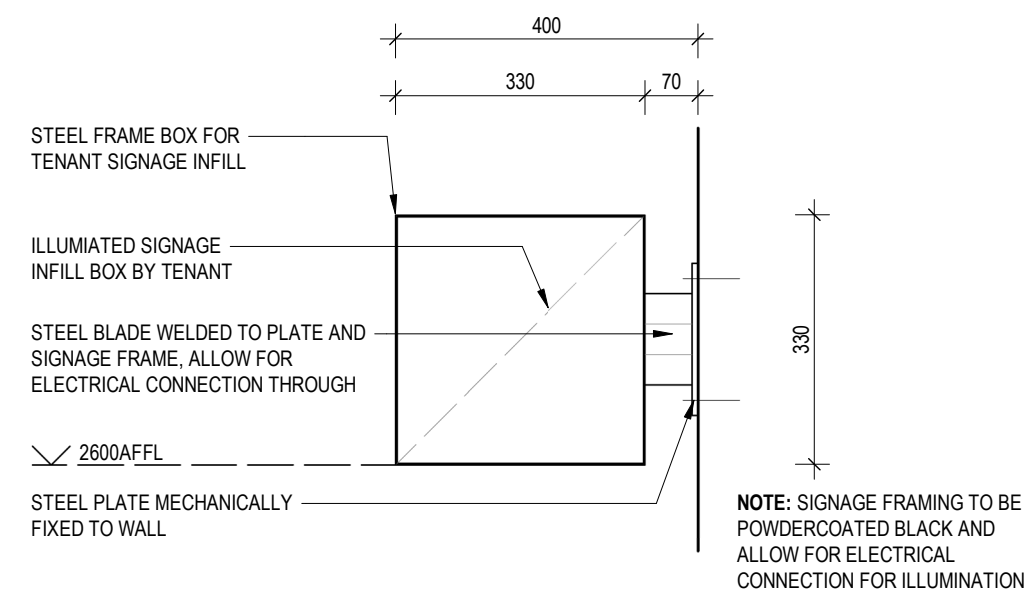 400
330
70
STEEL FRAME BOX FOR
TENANT SIGNAGE INFILL
ILLUMIATED SIGNAGE
INFILL BOX BY TENANT
STEEL BLADE WELDED TO PLATE AND
SIGNAGE FRAME, ALLOW FOR
ELECTRICAL CONNECTION THROUGH
330
2600AFFL
STEEL PLATE MECHANICALLY
FIXED TO WALL
NOTE: SIGNAGE FRAMING TO BE
POWDERCOATED BLACK AND
ALLOW FOR ELECTRICAL
CONNECTION FOR ILLUMINATION